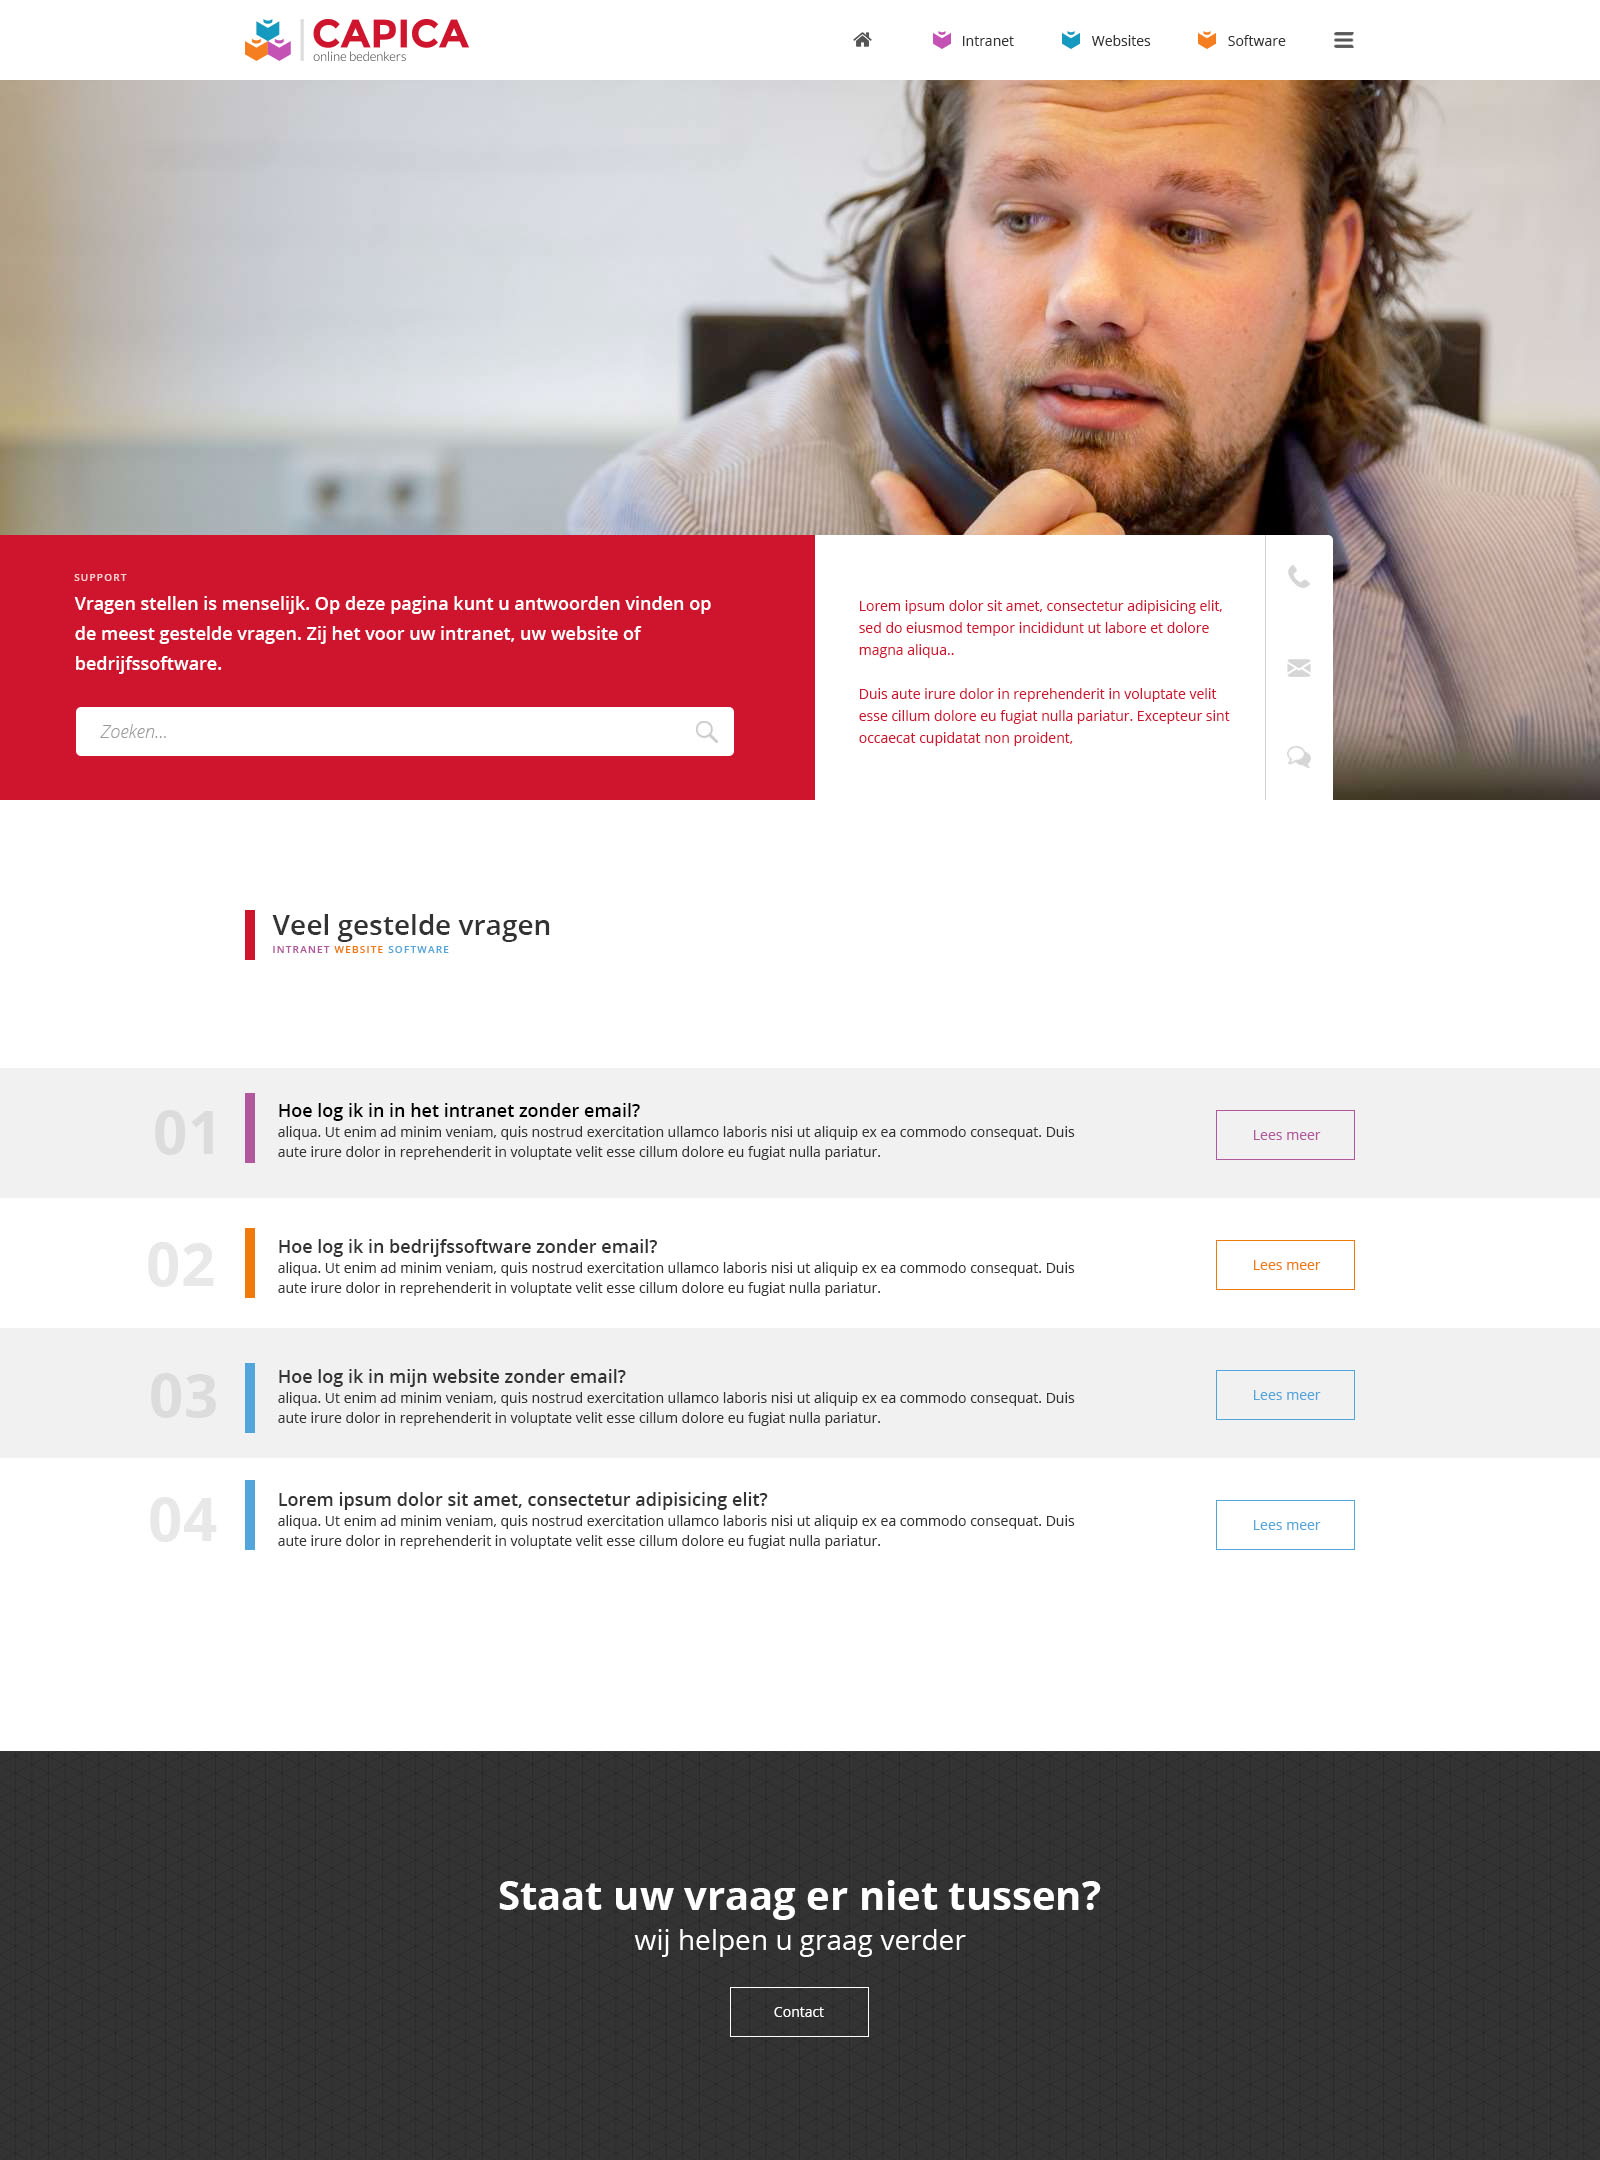 CAPICA
online bedenkers
Intranet
Websites
Software
SUPPORT
Vragen stellen is menselijk. Op deze pagina kunt u antwoorden vinden op
de meest gestelde vragen. Zij het voor uw intranet, uw website of
bedrijfssoftware.
Zoeken...
Lorem ipsum dolor sit amet, consectetur adipisicing elit,
sed do eiusmod tempor incididunt ut labore et dolore
magna aliqua..
Duis aute irure dolor in reprehenderit in voluptate velit
esse cillum dolore eu fugiat nulla pariatur. Excepteur sint
occaecat cupidatat non proident,
Veel gestelde vragen
INTRANET WEBSITE SOFTWARE
01
Hoe log ik in in het intranet zonder email?
aliqua. Ut enim ad minim veniam, quis nostrud exercitation ullamco laboris nisi ut aliquip ex ea commodo consequat. Duis
aute irure dolor in reprehenderit in voluptate velit esse cillum dolore eu fugiat nulla pariatur.
Lees meer
02
Hoe log ik in bedrijfssoftware zonder email?
aliqua. Ut enim ad minim veniam, quis nostrud exercitation ullamco laboris nisi ut aliquip ex ea commodo consequat. Duis
aute irure dolor in reprehenderit in voluptate velit esse cillum dolore eu fugiat nulla pariatur.
Lees meer
03
Hoe log ik in mijn website zonder email?
aliqua. Ut enim ad minim veniam, quis nostrud exercitation ullamco laboris nisi ut aliquip ex ea commodo consequat. Duis
aute irure dolor in reprehenderit in voluptate velit esse cillum dolore eu fugiat nulla pariatur.
Lees meer
04
Lorem ipsum dolor sit amet, consectetur adipisicing elit?
aliqua. Ut enim ad minim veniam, quis nostrud exercitation ullamco laboris nisi ut aliquip ex ea commodo consequat. Duis
aute irure dolor in reprehenderit in voluptate velit esse cillum dolore eu fugiat nulla pariatur.
Lees meer
Staat uw vraag er niet tussen?
wij helpen u graag verder
Contact